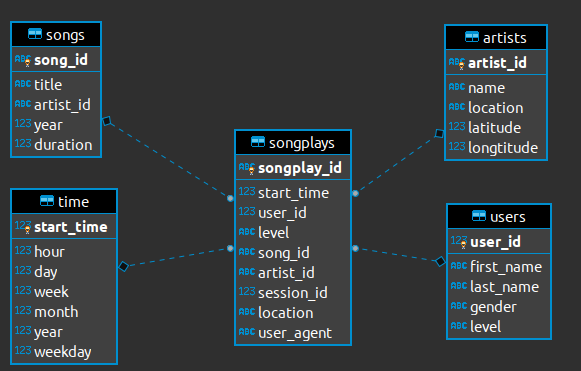 songs
ABC song_id
ABC title
ABC artist_id
123 year
123 duration
time
123 start_time
123 hour
123 day
123 week
123 month
123 year
123 weekday
songplays
ABC songplay_id
123 start_time
123 user_id
ABC level
ABC song_id
ABC artist_id
123 session_id
ABC location
ABC user_agent
artists
ABC artist_id
ABC name
ABC location
123 latitude
123 longtitude
users
123 user_id
ABC first_name
ABC last_name
ABC gender
ABC level